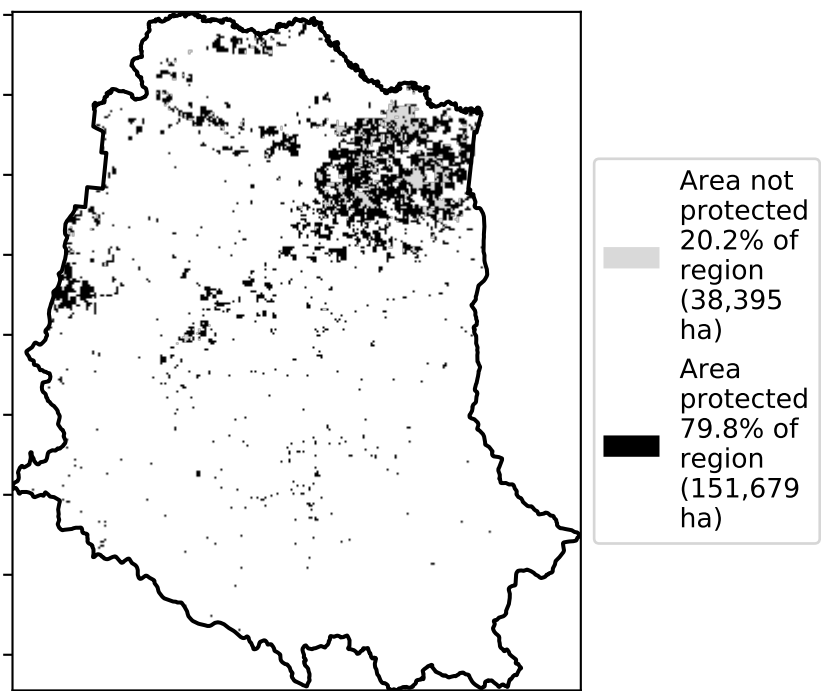 Area not
protected
20.2% of
region
(38,395
ha)
Area
protected
79.8% of
region
(151,679
ha)